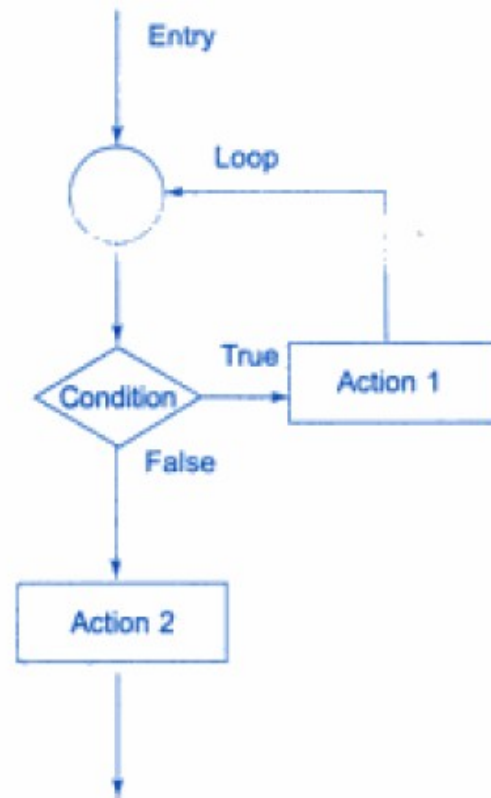 Entry
Loop
True
Action 1
Condition
False
Action 2